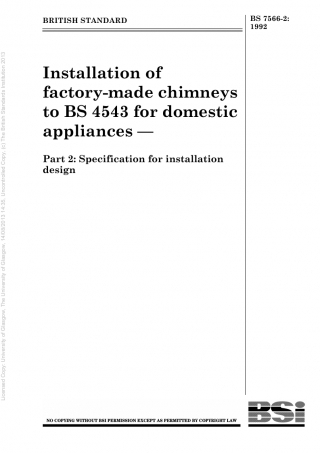 BRITISH STANDARD
BS 7566-2:
1992
Installation of
factory-made chimneys
to BS 4543 for domestic
appliances —
Part 2: Specification for installation
design
NO COPYING WITHOUT BSI PERMISSION EXCEPT AS PERMITTED BY COPYRIGHT LAW
BSi
Licensed Copy: University of Glasgow, The University of Glasgow, 14/09/2013 14:35, Uncontrolled Copy, (c) The British Standards Institution 2013